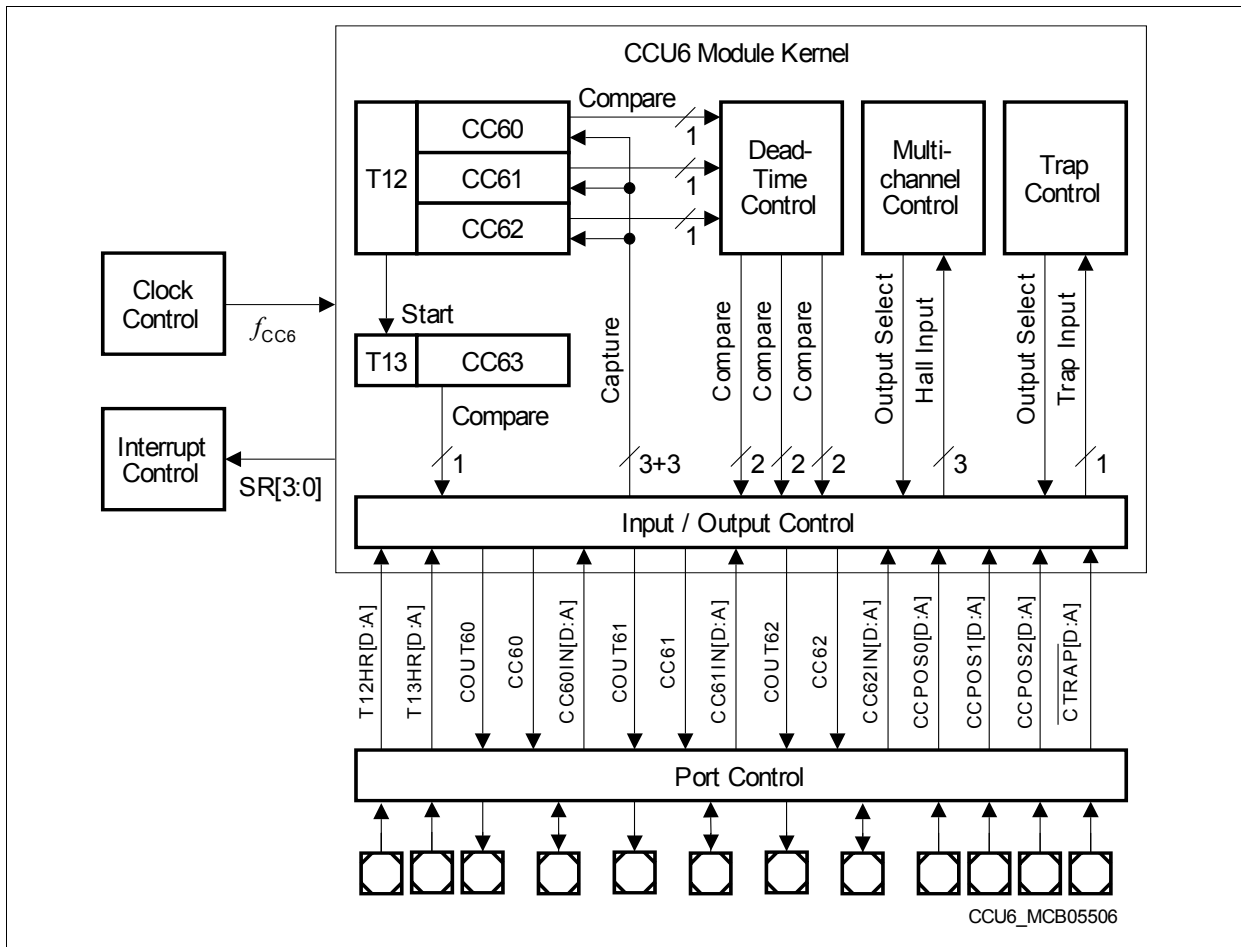 CCU6 Module Kernel
Compare
T12
CC60
CC61
CC62
1
1
1
Dead-
Time
Control
Multi-
channel
Control
Trap
Control
Clock
Control
fCC6
Start
T13
CC63
Compare
Capture
Compare
Compare
Compare
Output Select
Hall Input
Output Select
Trap Input
Interrupt
Control
SR[3:0]
1
3+3
2
2
2
3
1
Input / Output Control
T12HR[D:A]
T13HR[D:A]
COUT60
CC60
CC60IN[D:A]
COUT61
CC61
CC61IN[D:A]
COUT62
CC62
CC62IN[D:A]
CCPOS0[D:A]
CCPOS1[D:A]
CCPOS2[D:A]
CTRAP[D:A]
Port Control
CCU6_MCB05506